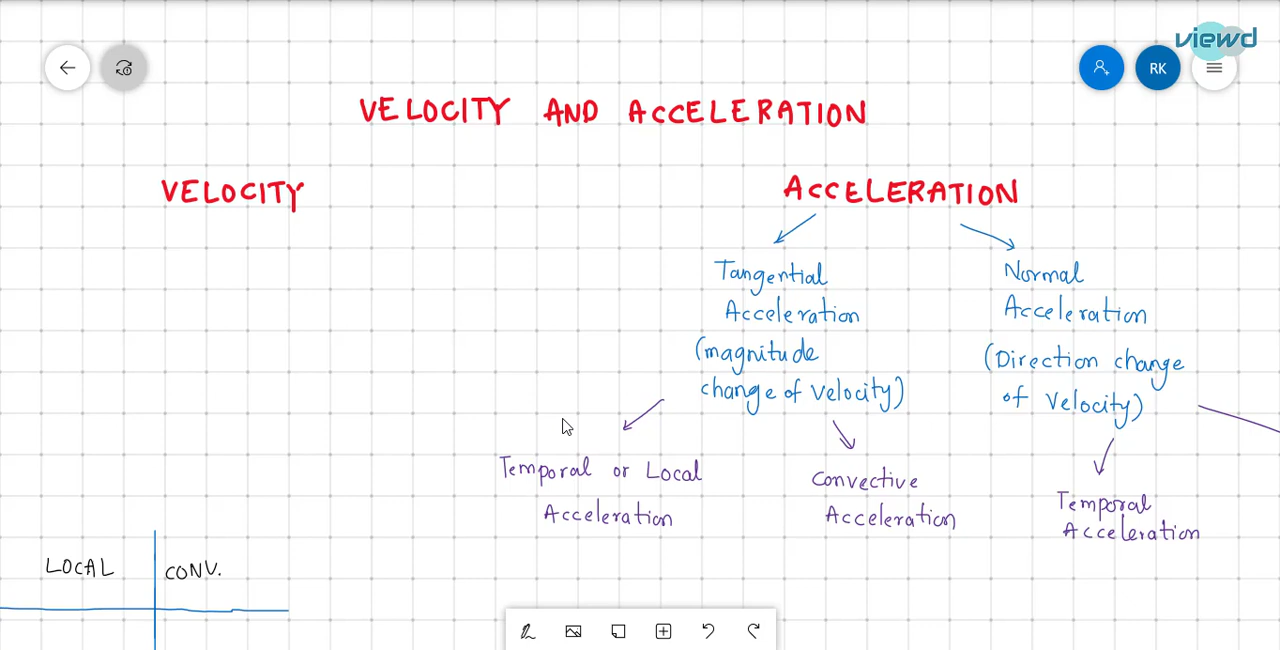 viewd
RK
VELOCITY AND ACCELERATION
VELOCITY
ACCELERATION
Tangential
Acceleration
(magnitude
change of velocity)
Normal
Acceleration
(Direction change
of Velocity)
Temporal or Local
Acceleration
Convective
Acceleration
Temporal
Acceleration
LOCAL
CONV.